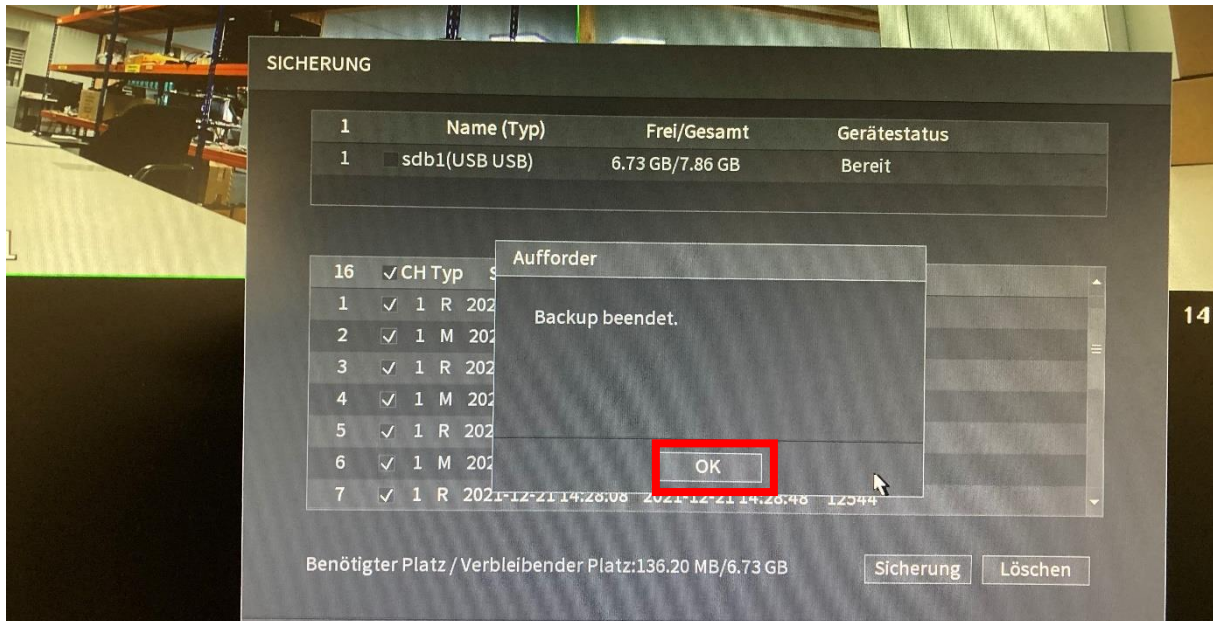 SICHERUNG
1 Name (Typ) Frei/Gesamt Gerätestatus
1 sdb1(USB USB) 6.73 GB/7.86 GB Bereit
Aufforder
16 CH Typ
1 1 R 202
Backup beendet.
14
2 1 M 202
3 1 R 202
4 1 M 202
5 1 R 202
6 1 M 202
OK
7 1 R 2021-12-21 14:28:08 2021-12-21 14:28:48 12544
Benötigter Platz / Verbleibender Platz:136.20 MB/6.73 GB Sicherung Löschen